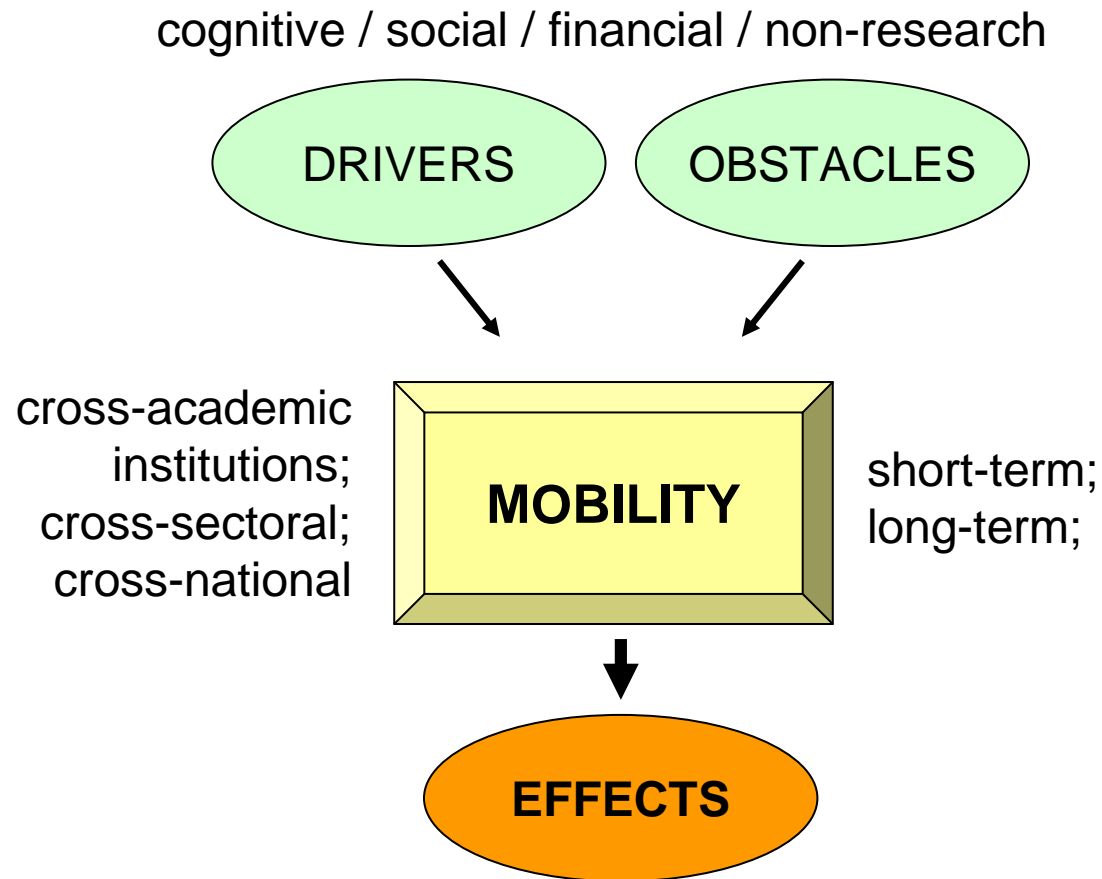 cognitive / social / financial / non-research
DRIVERS
OBSTACLES
cross-academic
institutions;
cross-sectoral;
cross-national
MOBILITY
short-term;
long-term;
EFFECTS